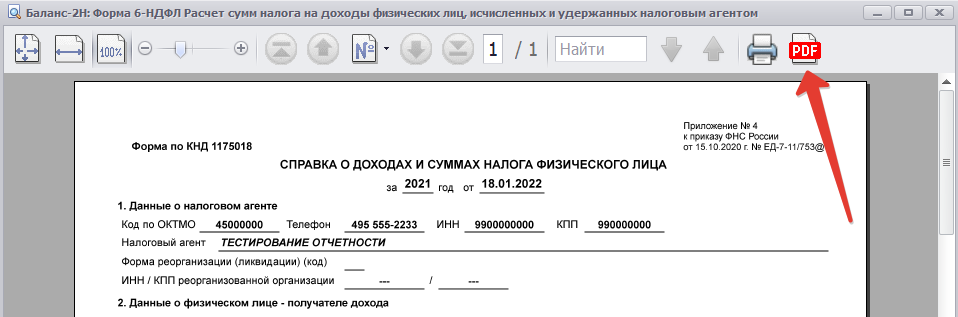 Баланс-2Н: Форма 6-НДФЛ Расчет сумм налога на доходы физических лиц, исчисленных и удержанных налоговым агентом
100% № 1 / 1 Найти PDF
Приложение № 4
Форма по КНД 1175018 к приказу ФНС России
от 15.10.2020 г. № ЕД-7-11/753@
СПРАВКА О ДОХОДАХ И СУММАХ НАЛОГА ФИЗИЧЕСКОГО ЛИЦА
за 2021 год от 18.01.2022
1. Данные о налоговом агенте
Код по ОКТМО 45000000 Телефон 495 555-2233 ИНН 9900000000 КПП 990000000
Налоговый агент ТЕСТИРОВАНИЕ ОТЧЕТНОСТИ
Форма реорганизации (ликвидации) (код)
ИНН / КПП реорганизованной организации --- / ---
2. Данные о физическом лице - получателе дохода